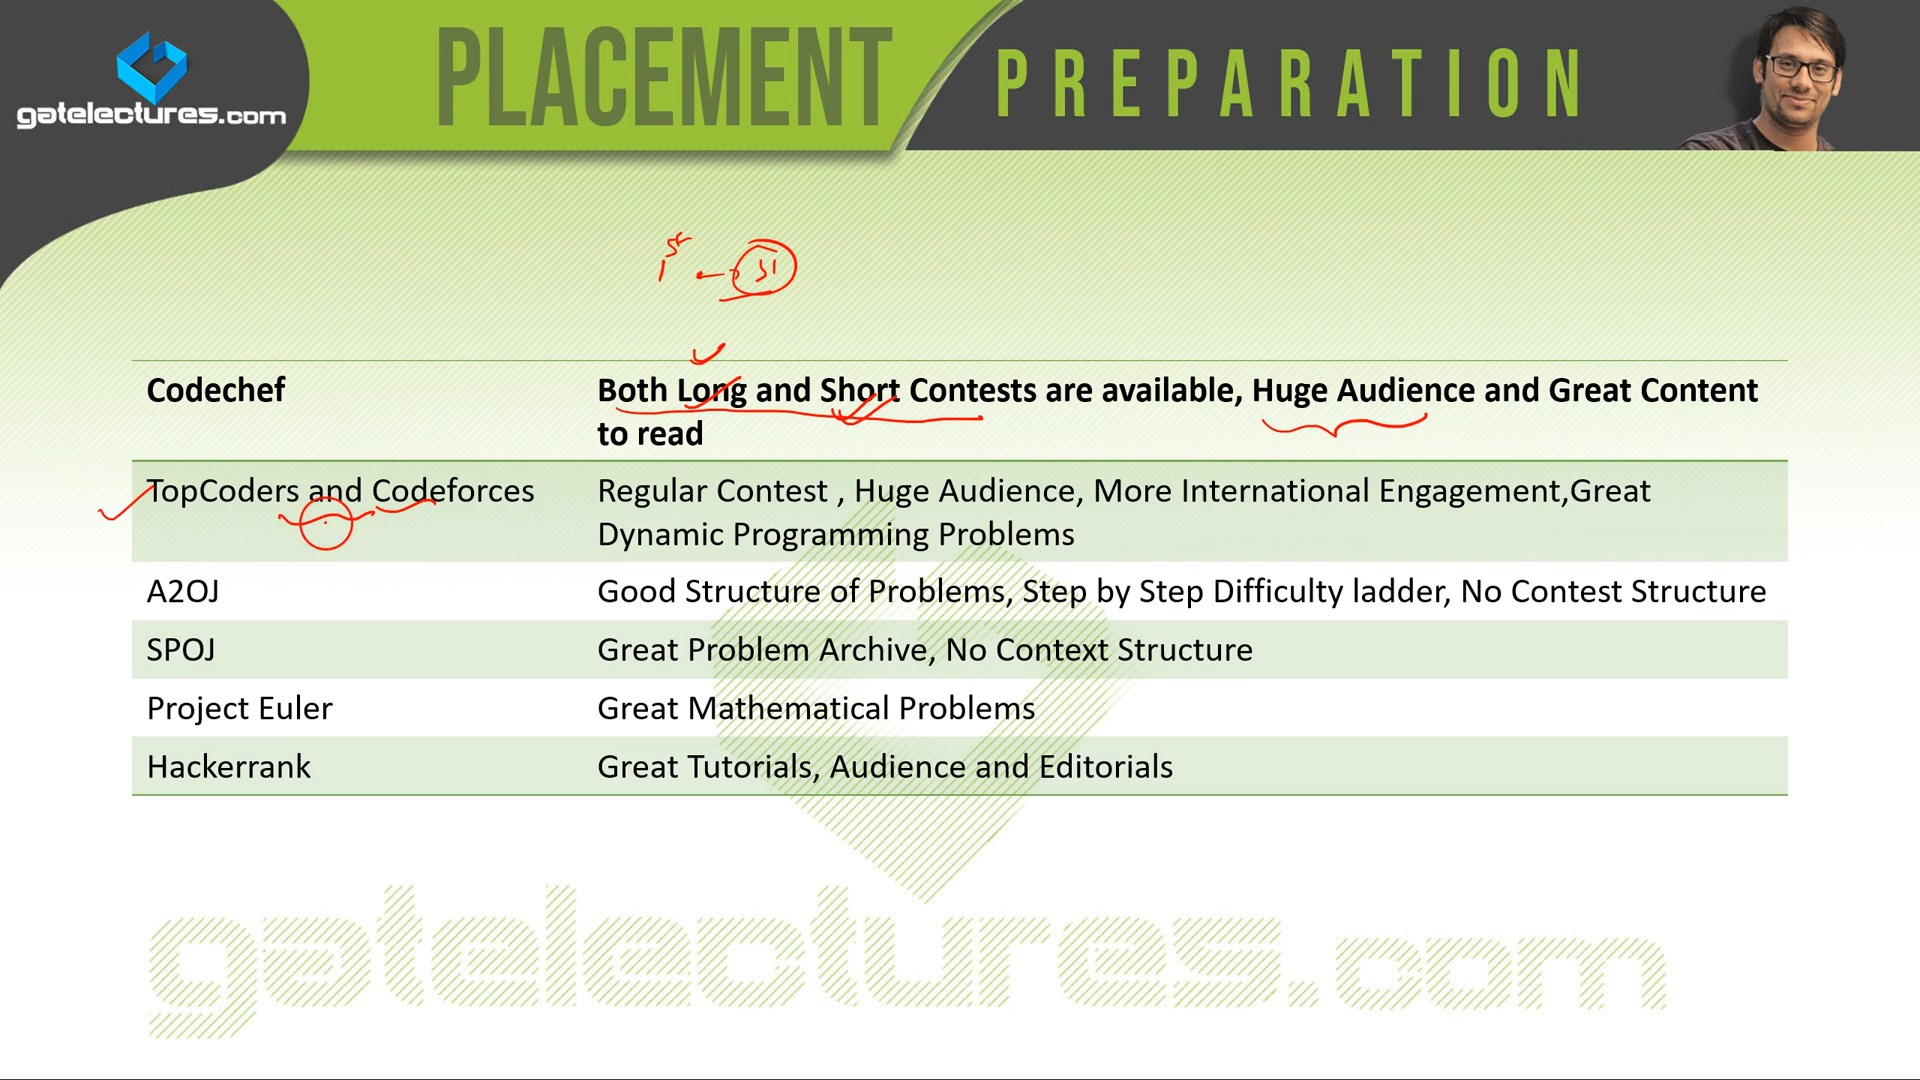 gatelectures.com
PLACEMENT PREPARATION
1st 31
Codechef Both Long and Short Contests are available, Huge Audience and Great Content
to read
TopCoders and Codeforces Regular Contest , Huge Audience, More International Engagement,Great
Dynamic Programming Problems
A2OJ Good Structure of Problems, Step by Step Difficulty ladder, No Contest Structure
SPOJ Great Problem Archive, No Context Structure
Project Euler Great Mathematical Problems
Hackerrank Great Tutorials, Audience and Editorials
gatelectures.com